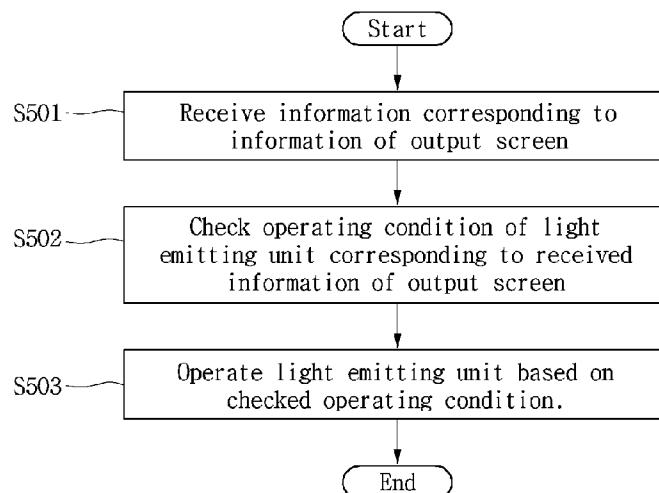 Start
S501
Receive information corresponding to
information of output screen
S502
Check operating condition of light
emitting unit corresponding to received
information of output screen
S503
Operate light emitting unit based on
checked operating condition.
End